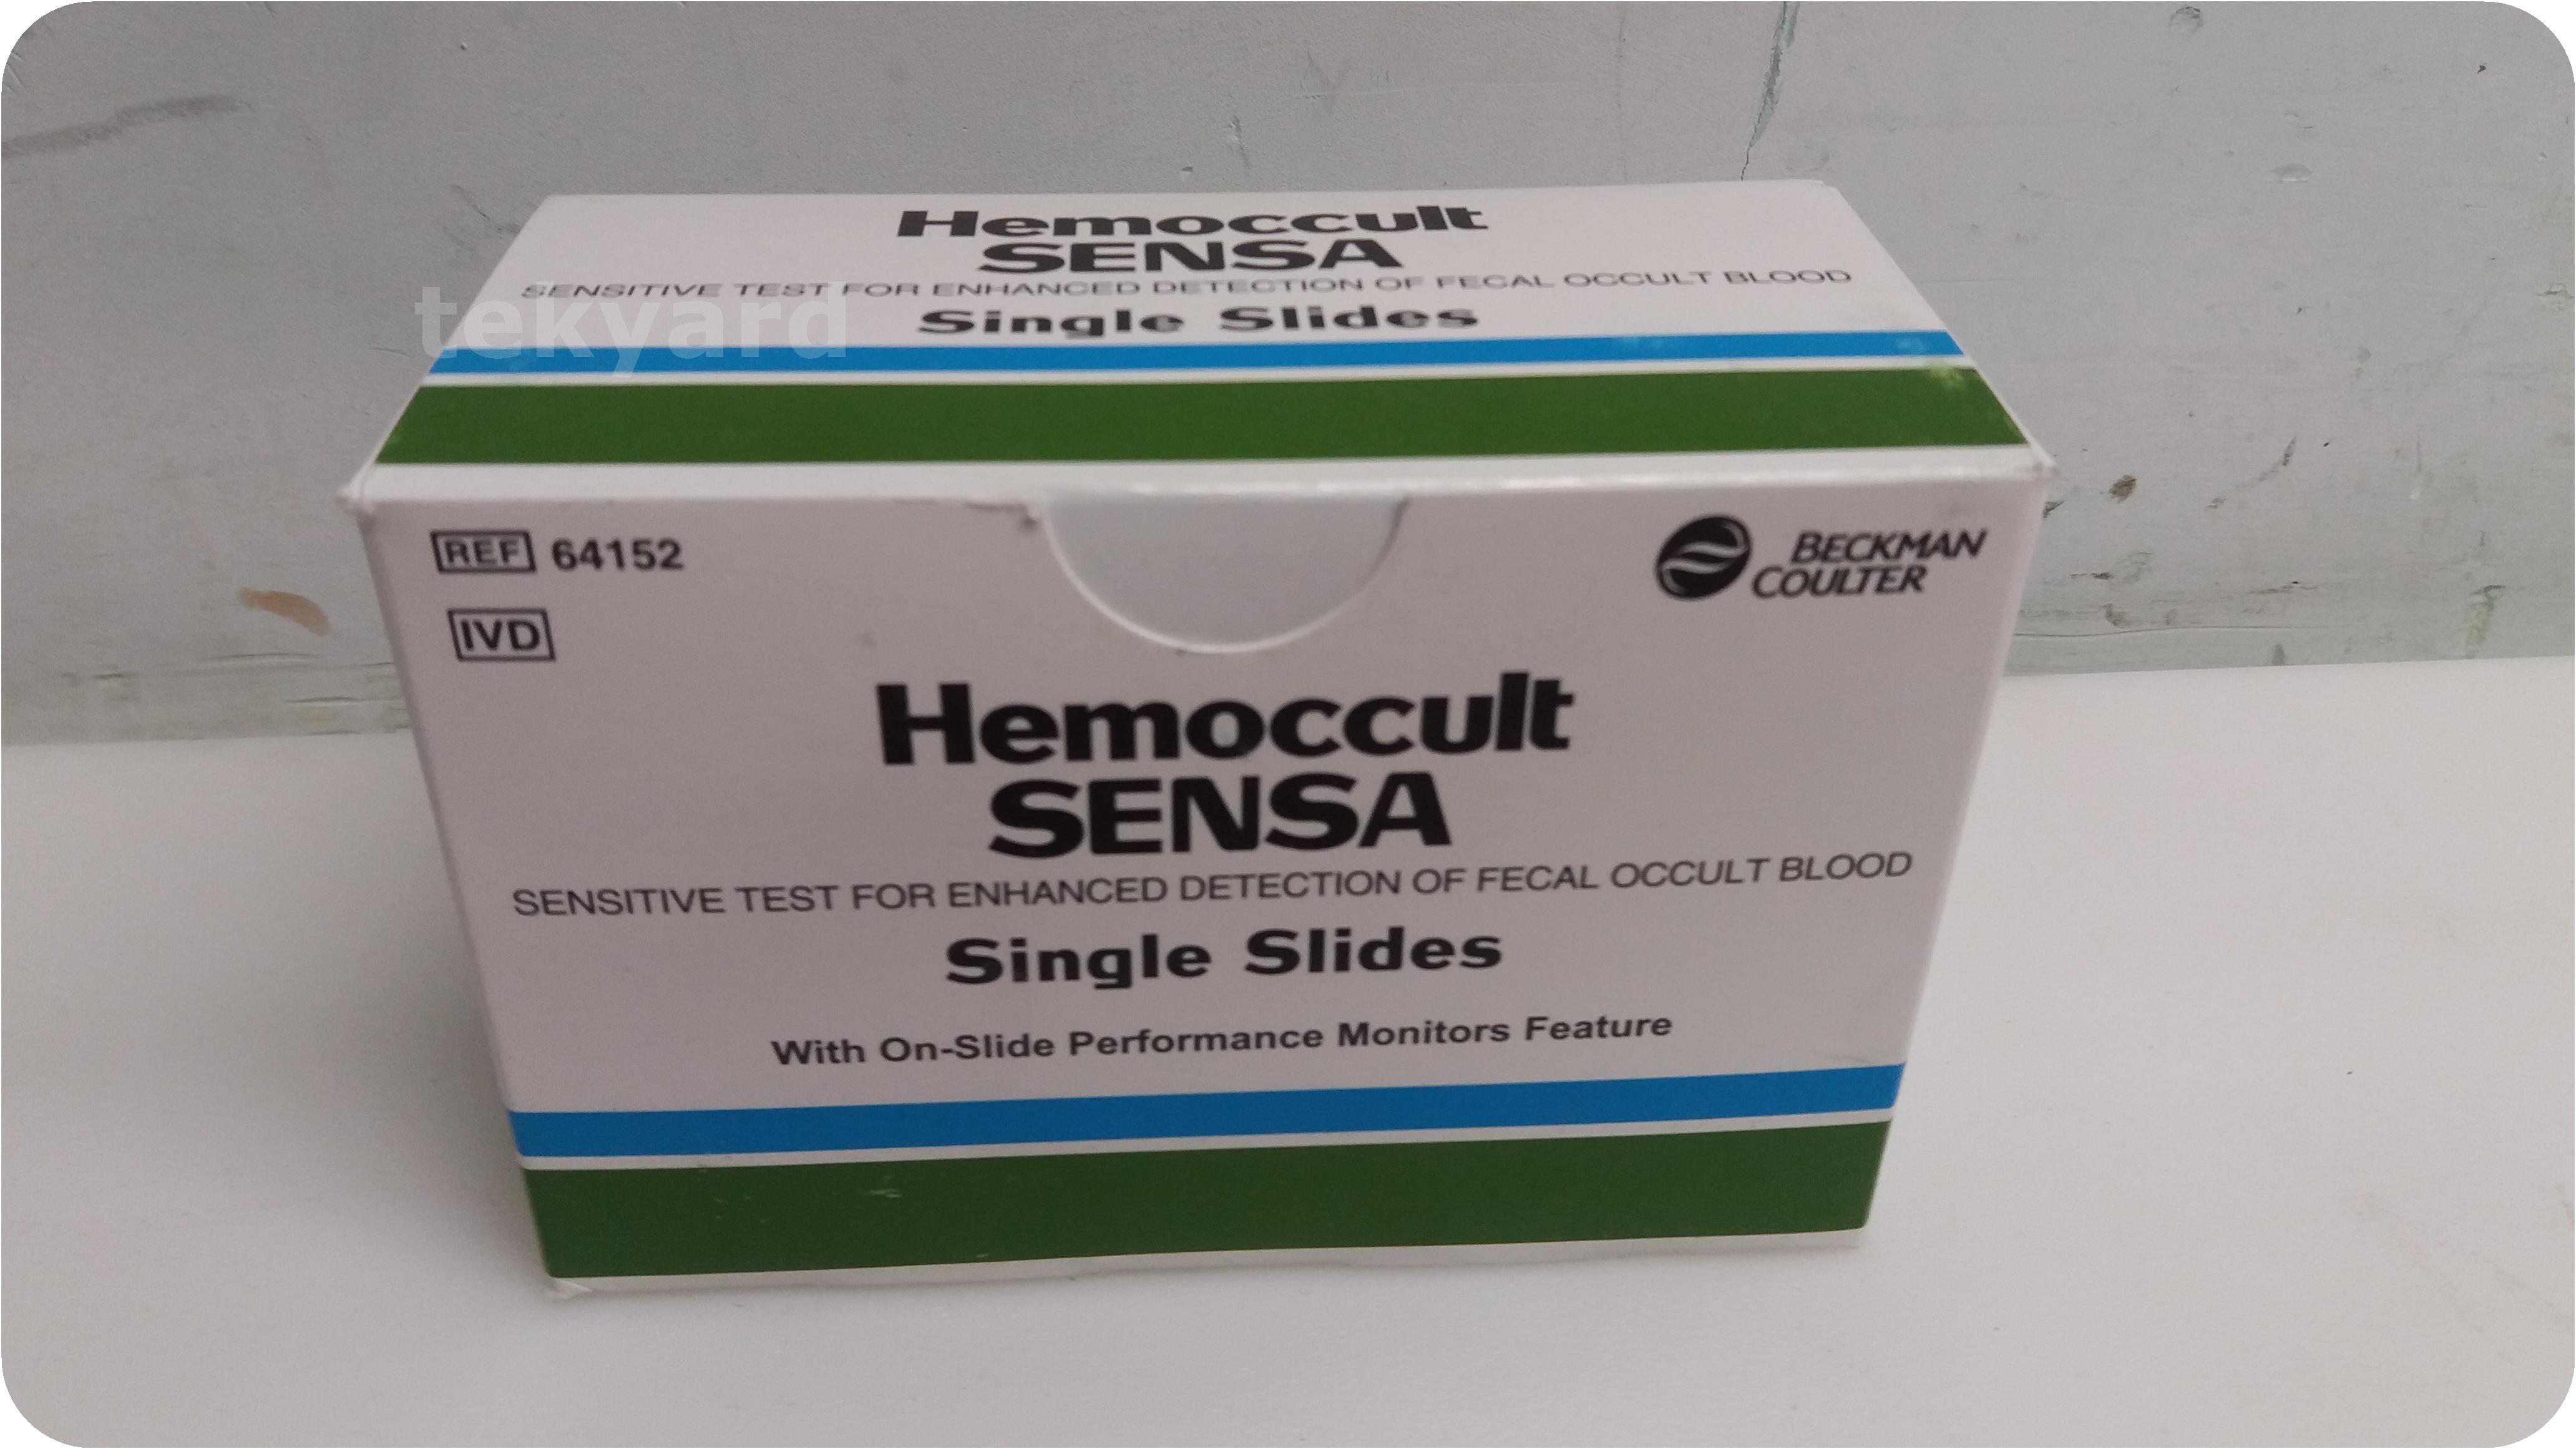 Hemoccult
SENSA
SENSITIVE TEST FOR ENHANCED DETECTION OF FECAL OCCULT BLOOD
Single Slides
tekyard
REF 64152
BECKMAN
COULTER
IVD
Hemoccult
SENSA
SENSITIVE TEST FOR ENHANCED DETECTION OF FECAL OCCULT BLOOD
Single Slides
With On-Slide Performance Monitors Feature